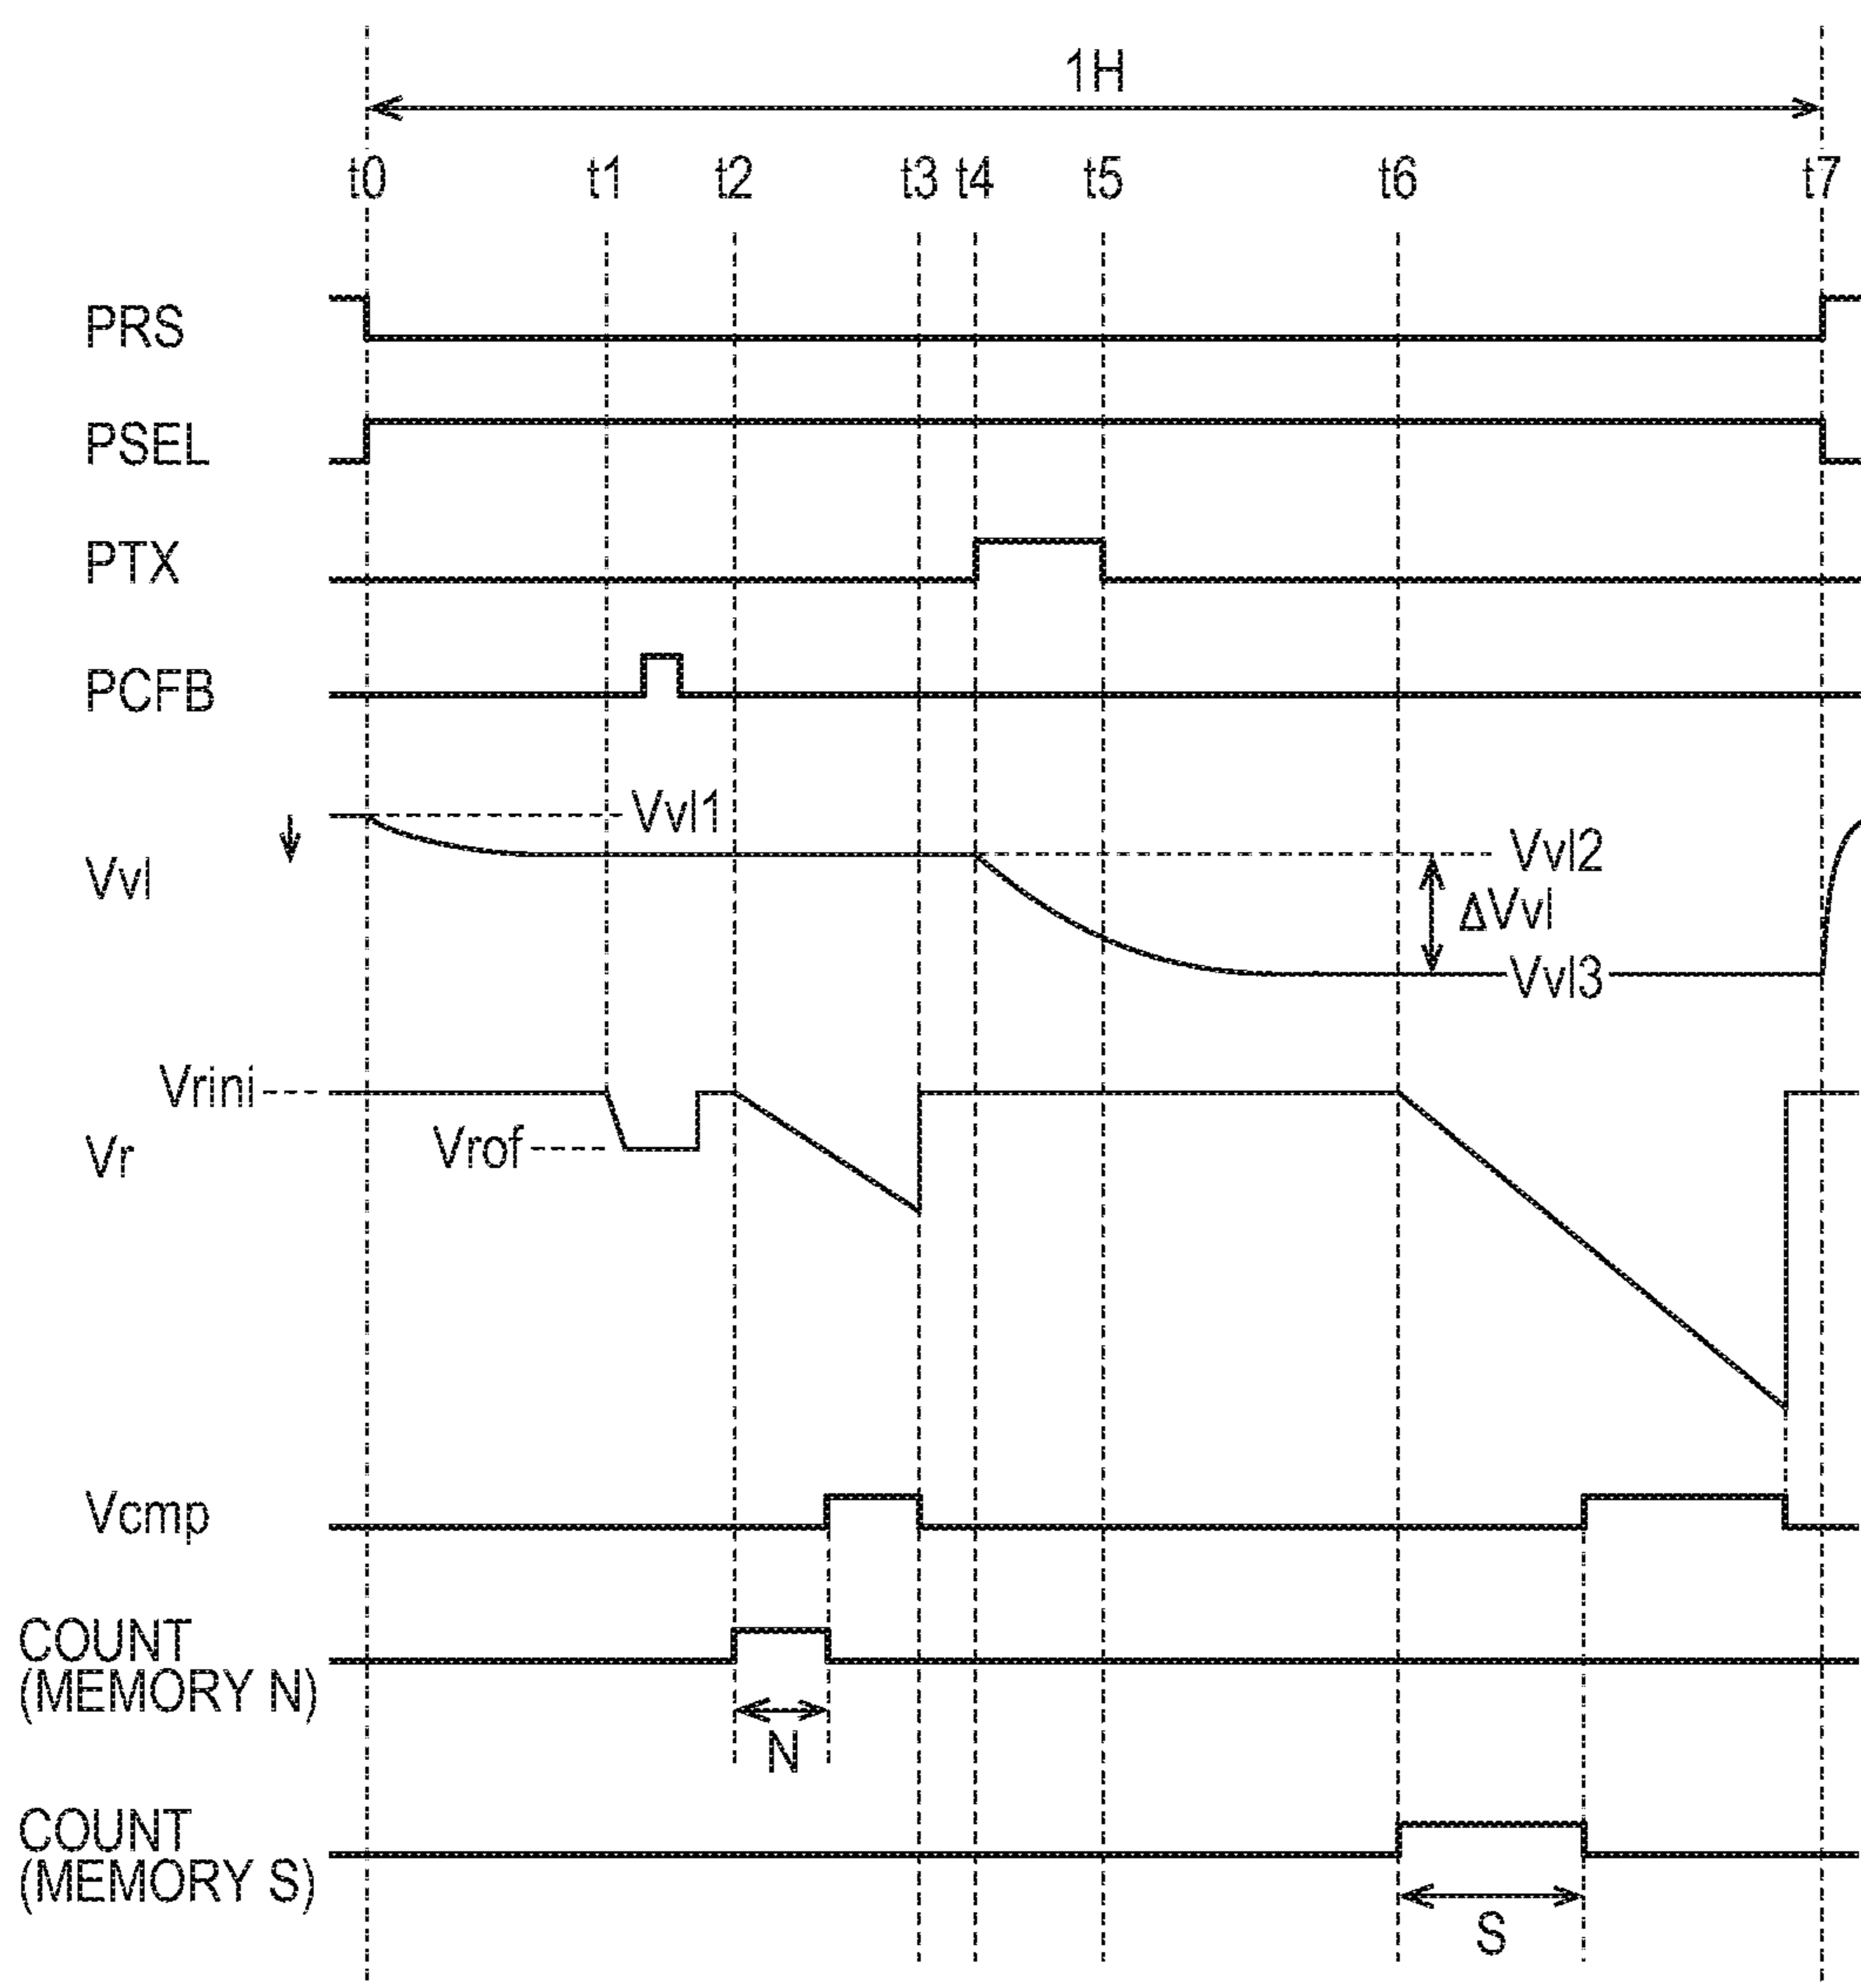 1H
t0 t1 t2 t3 t4 t5 t6 t7
PRS
PSEL
PTX
PCFB
Vvl1
Vvl2
Vvl
ΔVvl
Vvl3
Vrini
Vrof
Vr
Vcmp
COUNT
(MEMORY N)
N
COUNT
(MEMORY S)
S